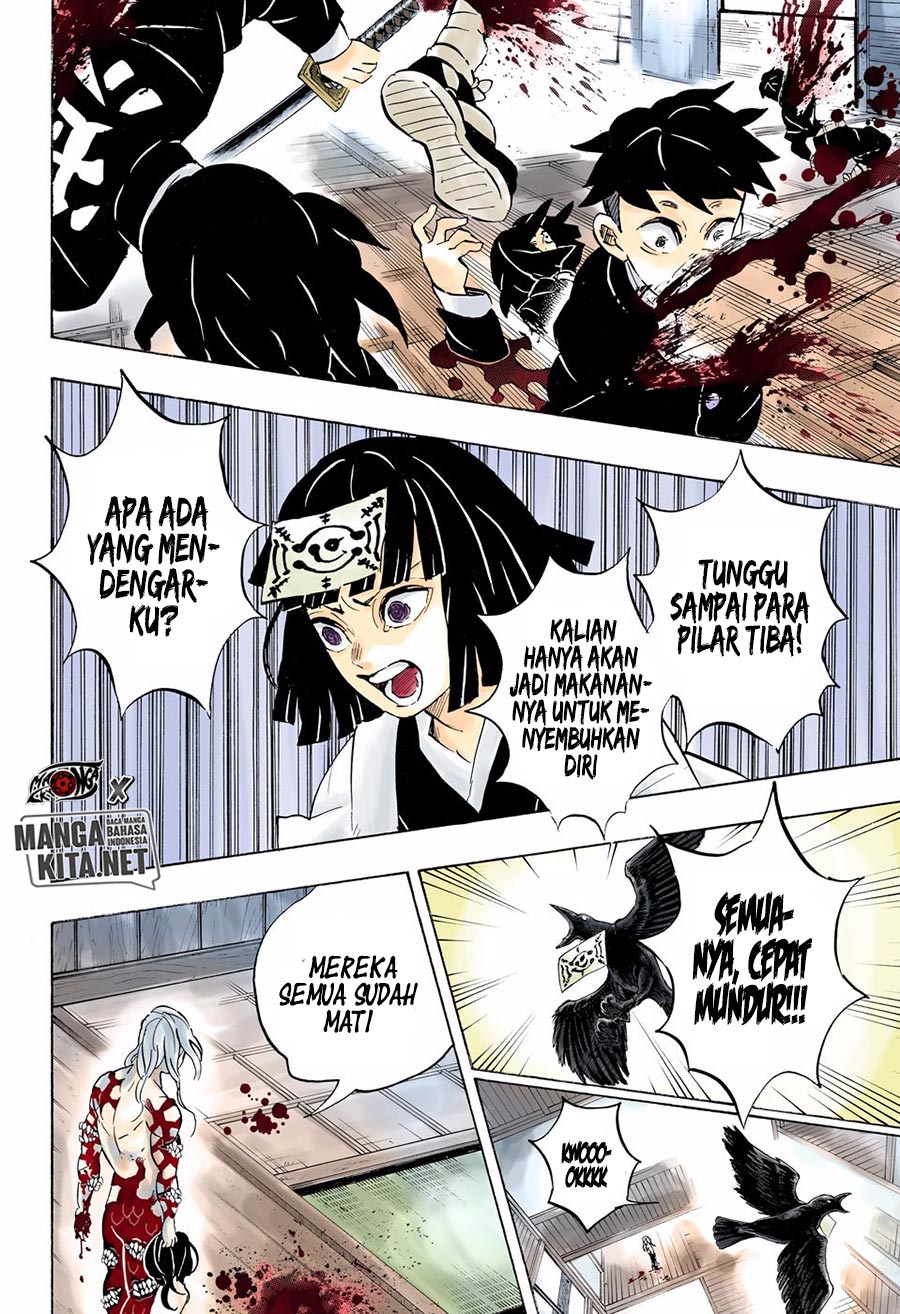 TUNGGU
SAMPAI PARA
PILAR TIBA!
KALIAN
HANYA AKAN
JADI MAKANAN-
NYA UNTUK ME-
NYEMBUHKAN
DIRI
APA ADA
YANG MEN-
DENGAR-
KU?
SEMUA-
NYA, CEPAT
MUNDUR!!!
KWOOO-
OKKKK
MEREKA
SEMUA SUDAH
MATI
X
MANGA
KITA.NET
BACA MANGA
BAHASA
INDONESIA